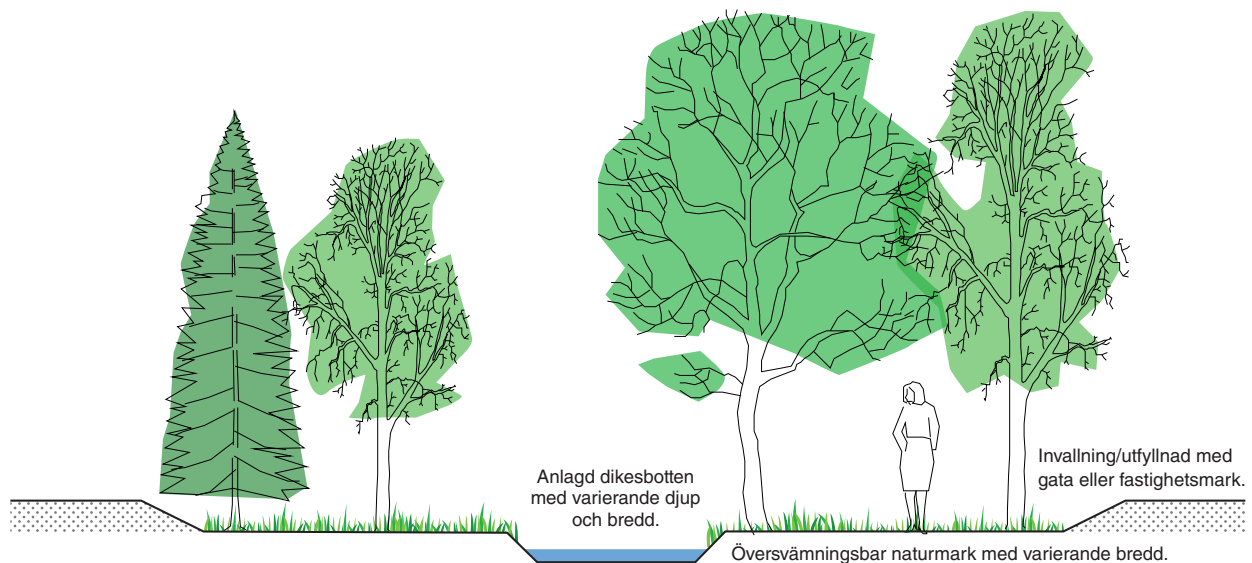 Anlagd dikesbotten
med varierande djup
och bredd.
Invallning/utfyllnad med
gata eller fastighetsmark.
Översvämningsbar naturmark med varierande bredd.